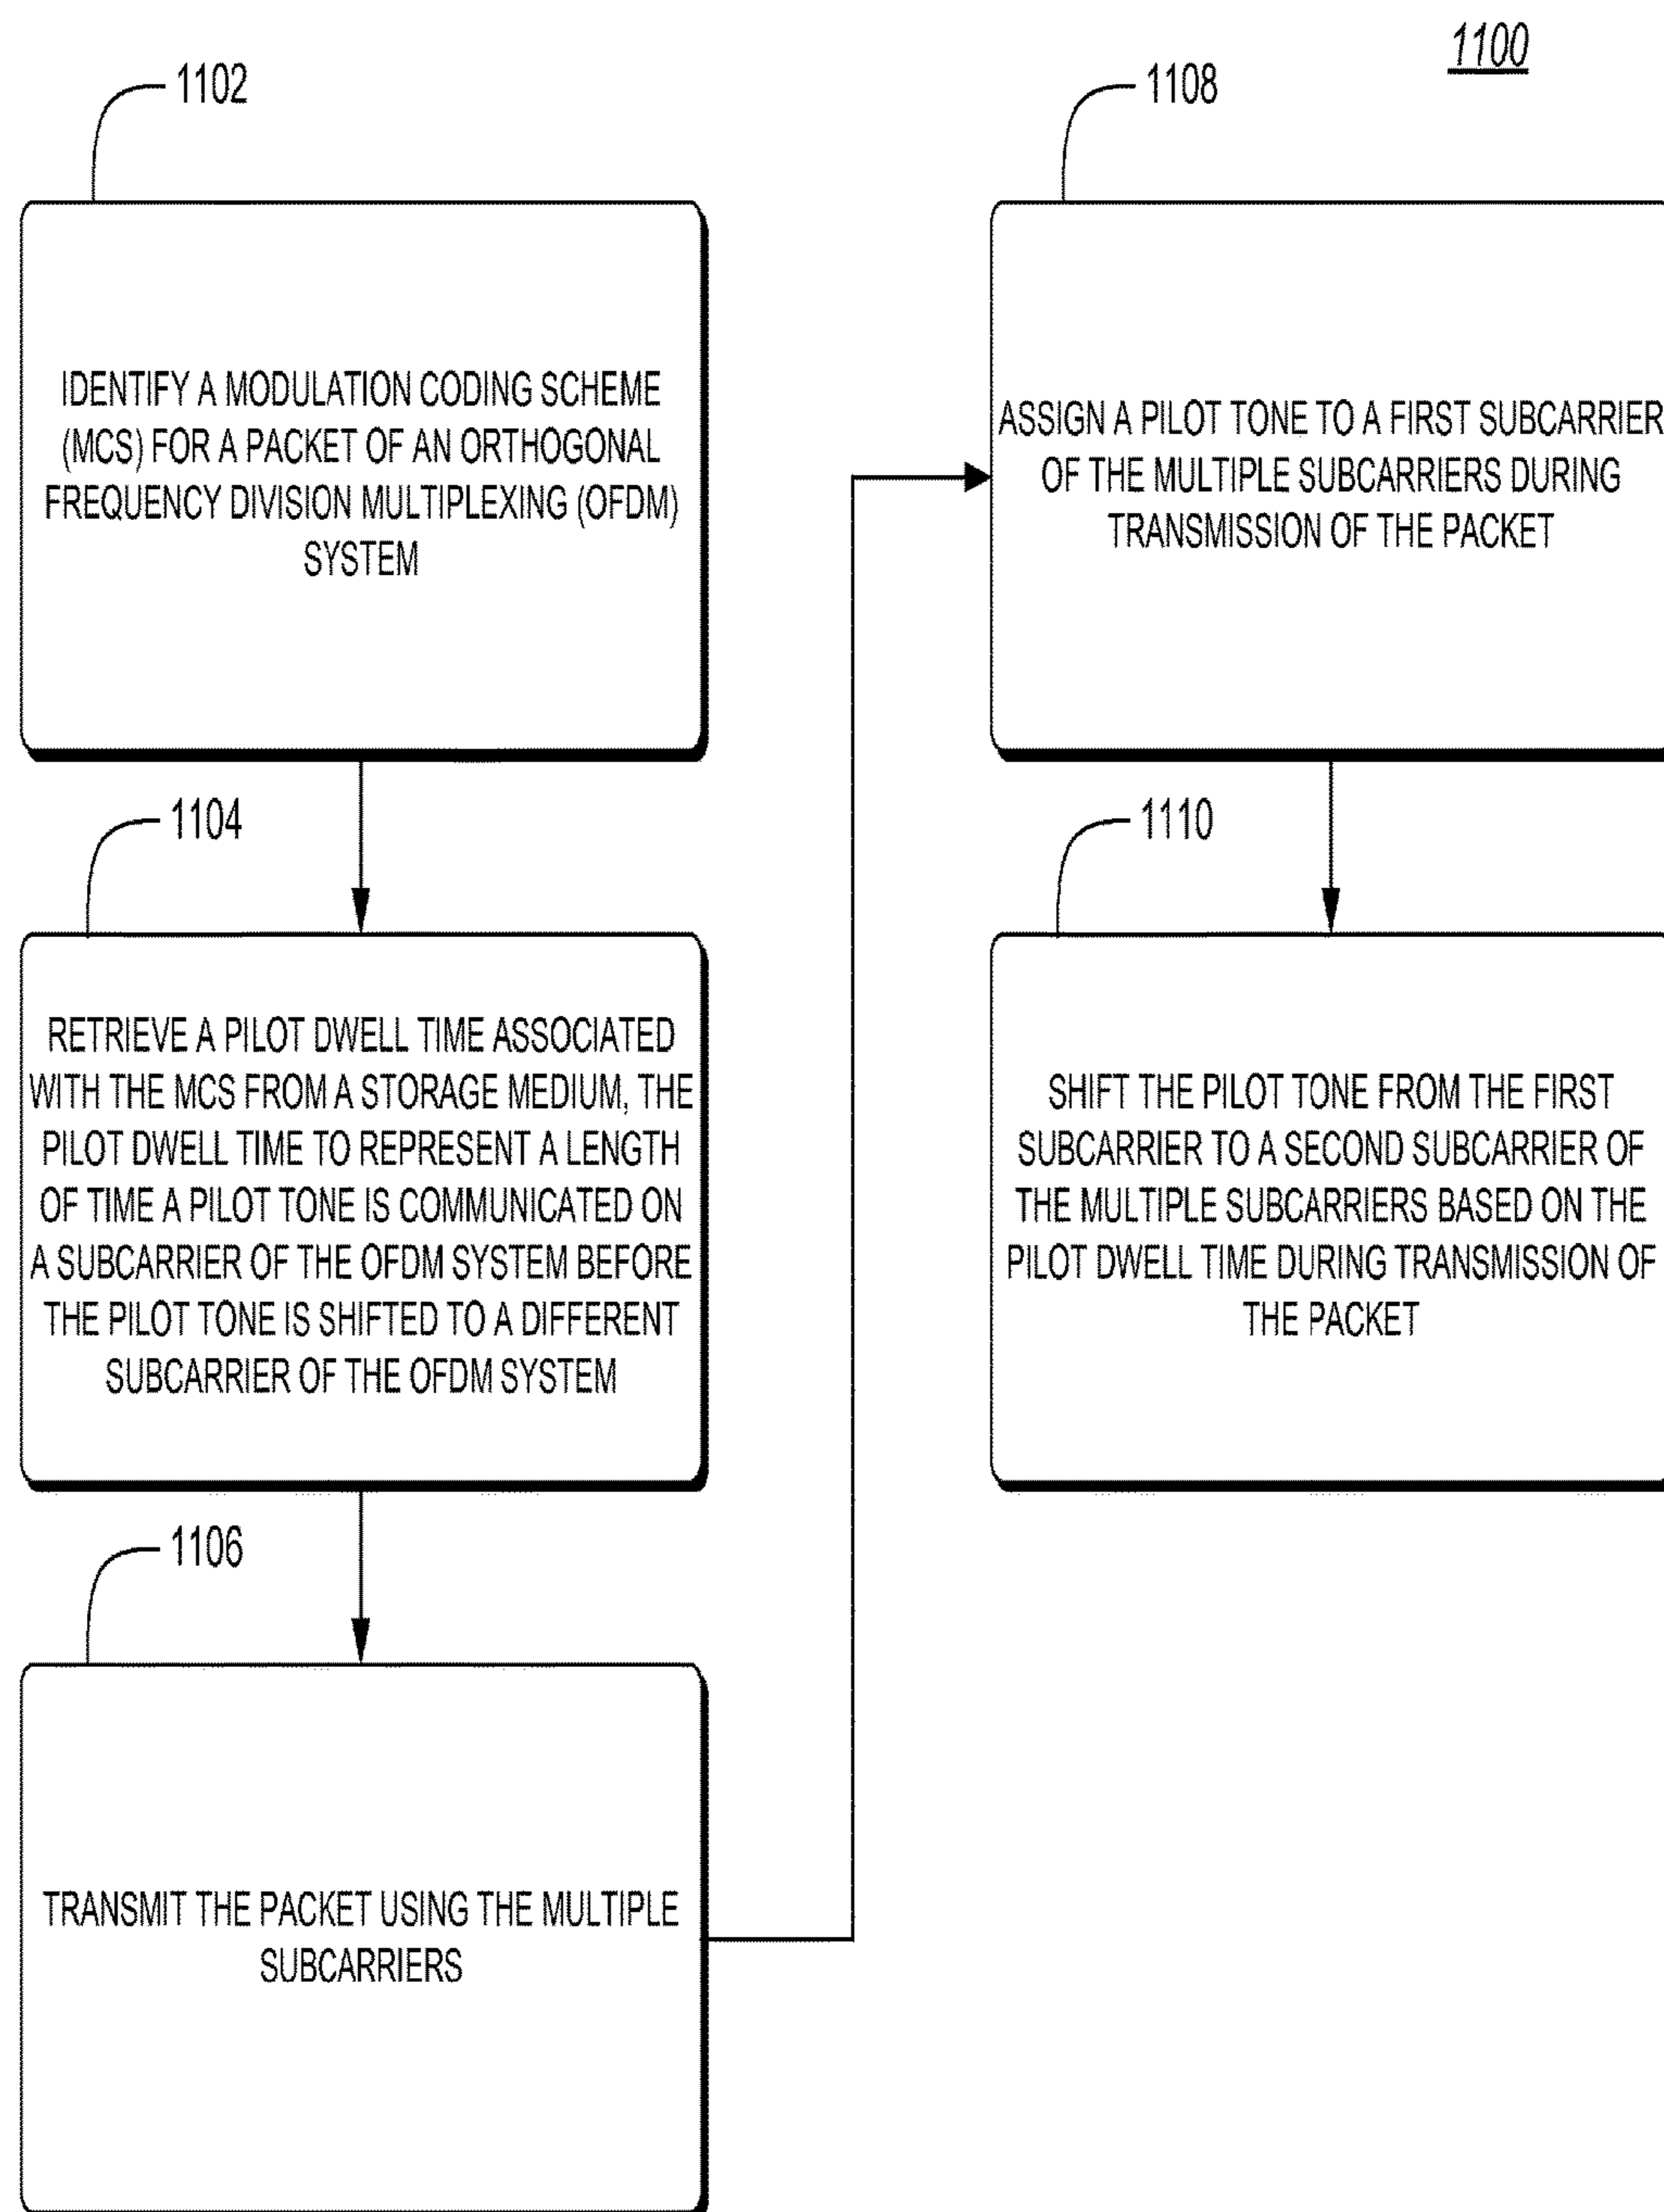 1100
1102
IDENTIFY A MODULATION CODING SCHEME
(MCS) FOR A PACKET OF AN ORTHOGONAL
FREQUENCY DIVISION MULTIPLEXING (OFDM)
SYSTEM
1104
RETRIEVE A PILOT DWELL TIME ASSOCIATED
WITH THE MCS FROM A STORAGE MEDIUM, THE
PILOT DWELL TIME TO REPRESENT A LENGTH
OF TIME A PILOT TONE IS COMMUNICATED ON
A SUBCARRIER OF THE OFDM SYSTEM BEFORE
THE PILOT TONE IS SHIFTED TO A DIFFERENT
SUBCARRIER OF THE OFDM SYSTEM
1106
TRANSMIT THE PACKET USING THE MULTIPLE
SUBCARRIERS
1108
ASSIGN A PILOT TONE TO A FIRST SUBCARRIER
OF THE MULTIPLE SUBCARRIERS DURING
TRANSMISSION OF THE PACKET
1110
SHIFT THE PILOT TONE FROM THE FIRST
SUBCARRIER TO A SECOND SUBCARRIER OF
THE MULTIPLE SUBCARRIERS BASED ON THE
PILOT DWELL TIME DURING TRANSMISSION OF
THE PACKET